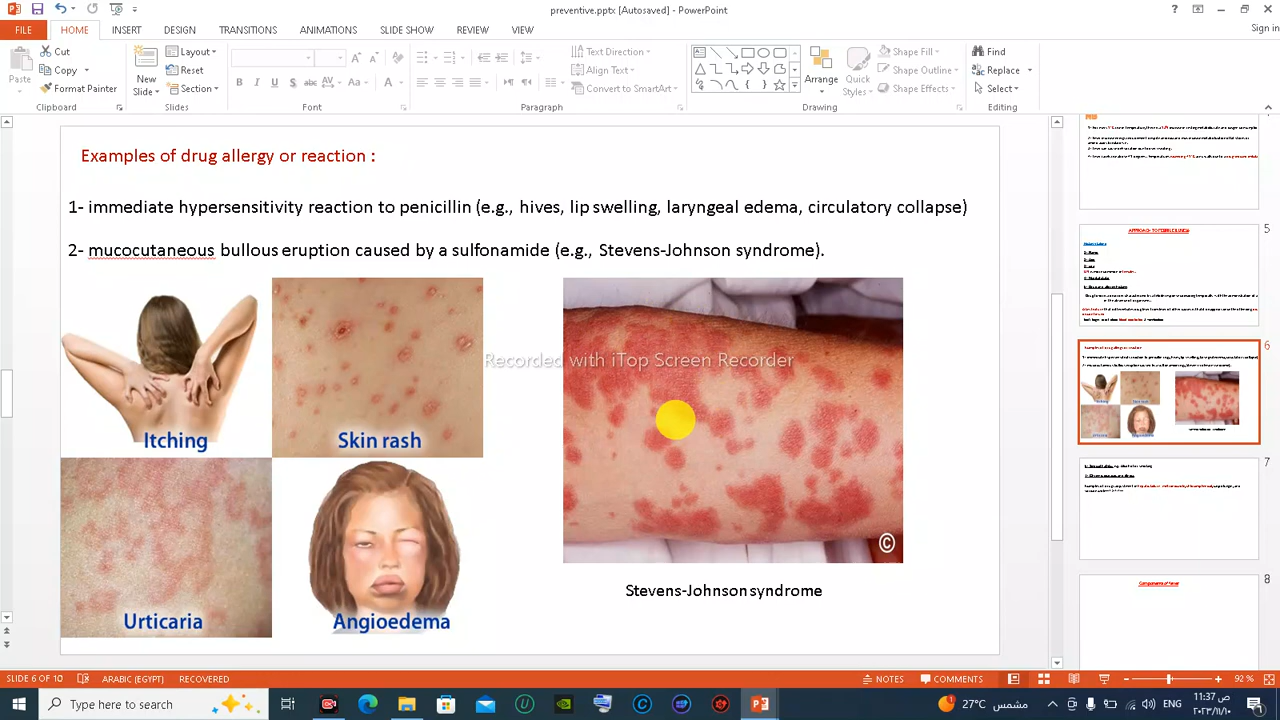 preventive.pptx [Autosaved] - PowerPoint
Sign in
FILE HOME INSERT DESIGN TRANSITIONS ANIMATIONS SLIDE SHOW REVIEW VIEW
Paste
Cut
Copy
Format Painter
Clipboard
New Slide
Layout
Reset
Section
Slides
Font
Text Direction
Align Text
Convert to SmartArt
Paragraph
Arrange
Quick Styles
Shape Fill
Shape Outline
Shape Effects
Drawing
Find
Replace
Select
Editing
Examples of drug allergy or reaction :
1- immediate hypersensitivity reaction to penicillin (e.g., hives, lip swelling, laryngeal edema, circulatory collapse)
2- mucocutaneous bullous eruption caused by a sulfonamide (e.g., Stevens-Johnson syndrome).
Itching
Skin rash
Urticaria
Angioedema
Recorded with iTop Screen Recorder
©
Stevens-Johnson syndrome
5
6
7
8
Components of fever
SLIDE 6 OF 10 ARABIC (EGYPT) RECOVERED
NOTES COMMENTS 92 %
Type here to search
27°C مشمس
ENG
11:37 ص
٢٠٢٣/١١/١٠